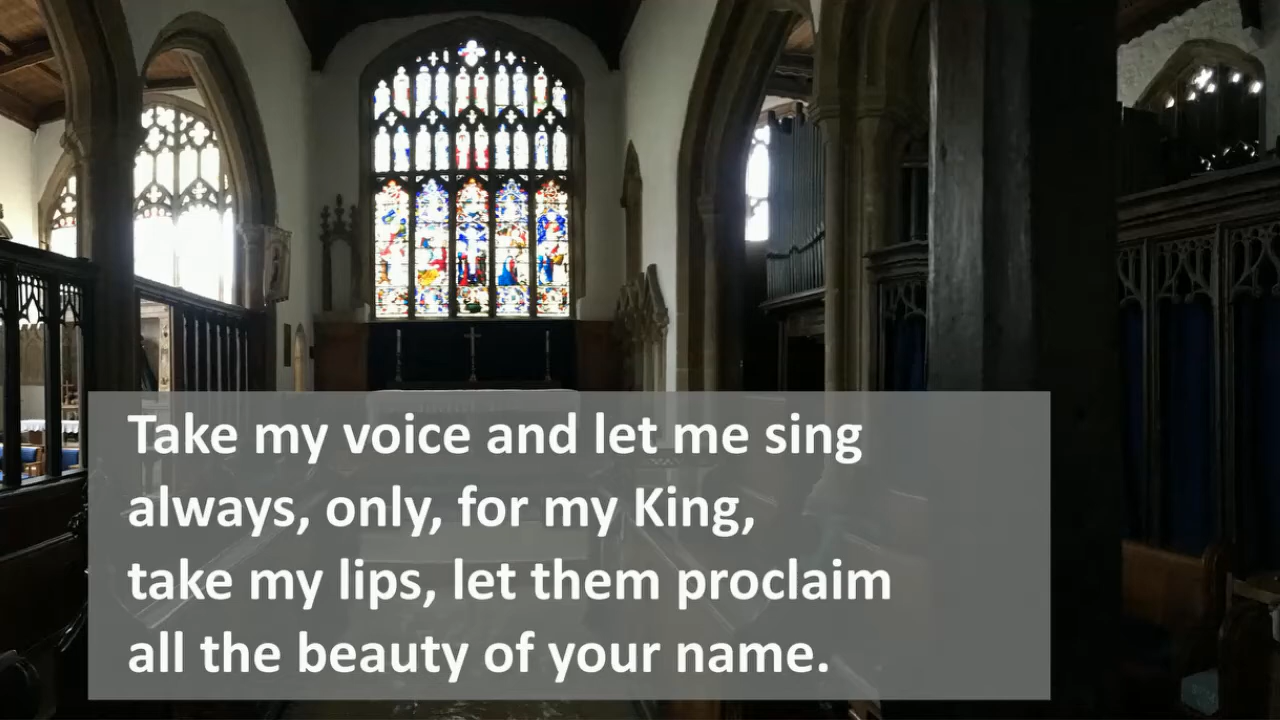 Take my voice and let me sing
always, only, for my King,
take my lips, let them proclaim
all the beauty of your name.